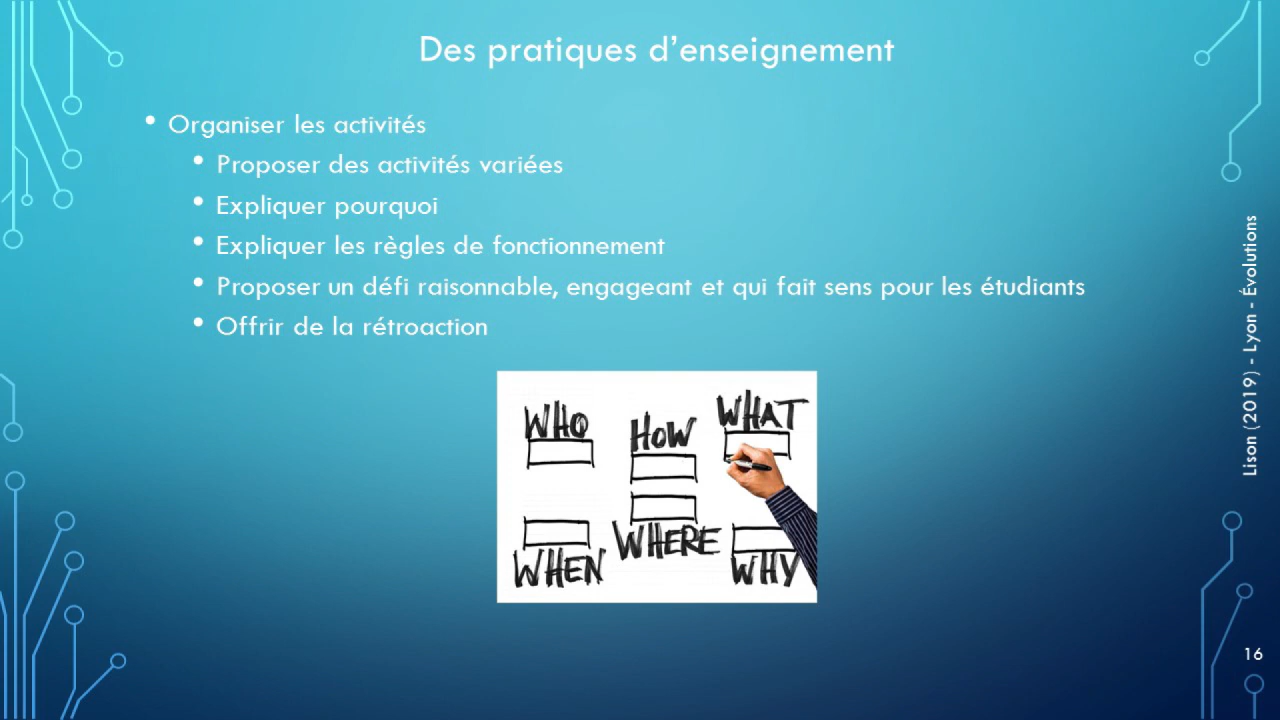 Des pratiques d’enseignement
• Organiser les activités
• Proposer des activités variées
• Expliquer pourquoi
• Expliquer les règles de fonctionnement
• Proposer un défi raisonnable, engageant et qui fait sens pour les étudiants
• Offrir de la rétroaction
WHO
HOW
WHAT
WHEN
WHERE
WHY
Lison (2019) - Lyon - Évolutions
16